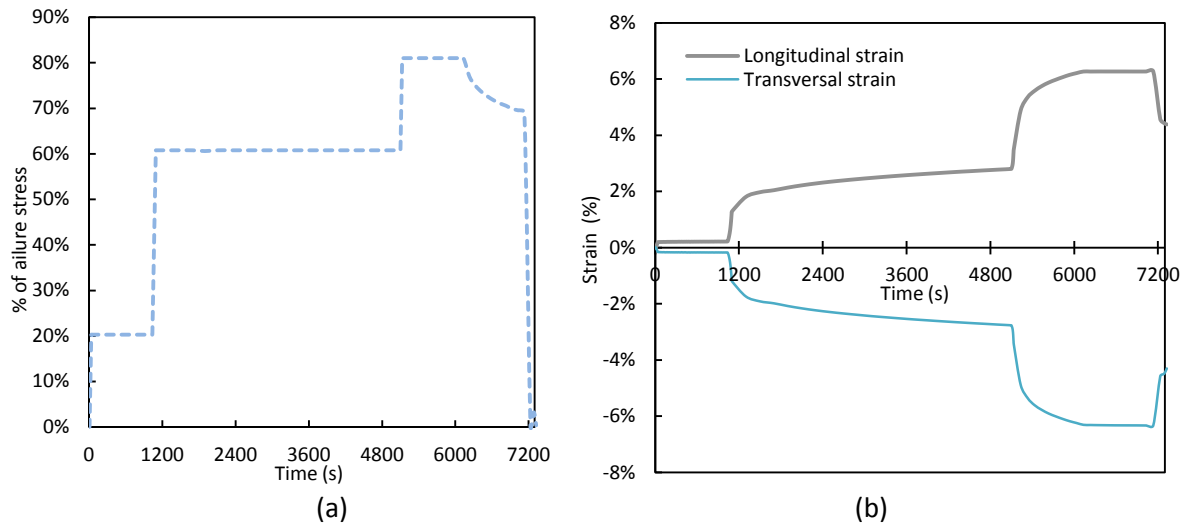 90%
80%
70%
60%
50%
40%
30%
20%
10%
0%
% of ailure stress
0 1200 2400 3600 4800 6000 7200
Time (s)
(a)
8%
6%
4%
2%
0%
-2%
-4%
-6%
-8%
Strain (%)
Longitudinal strain
Transversal strain
0 1200 2400 3600 4800 6000 7200
Time (s)
(b)